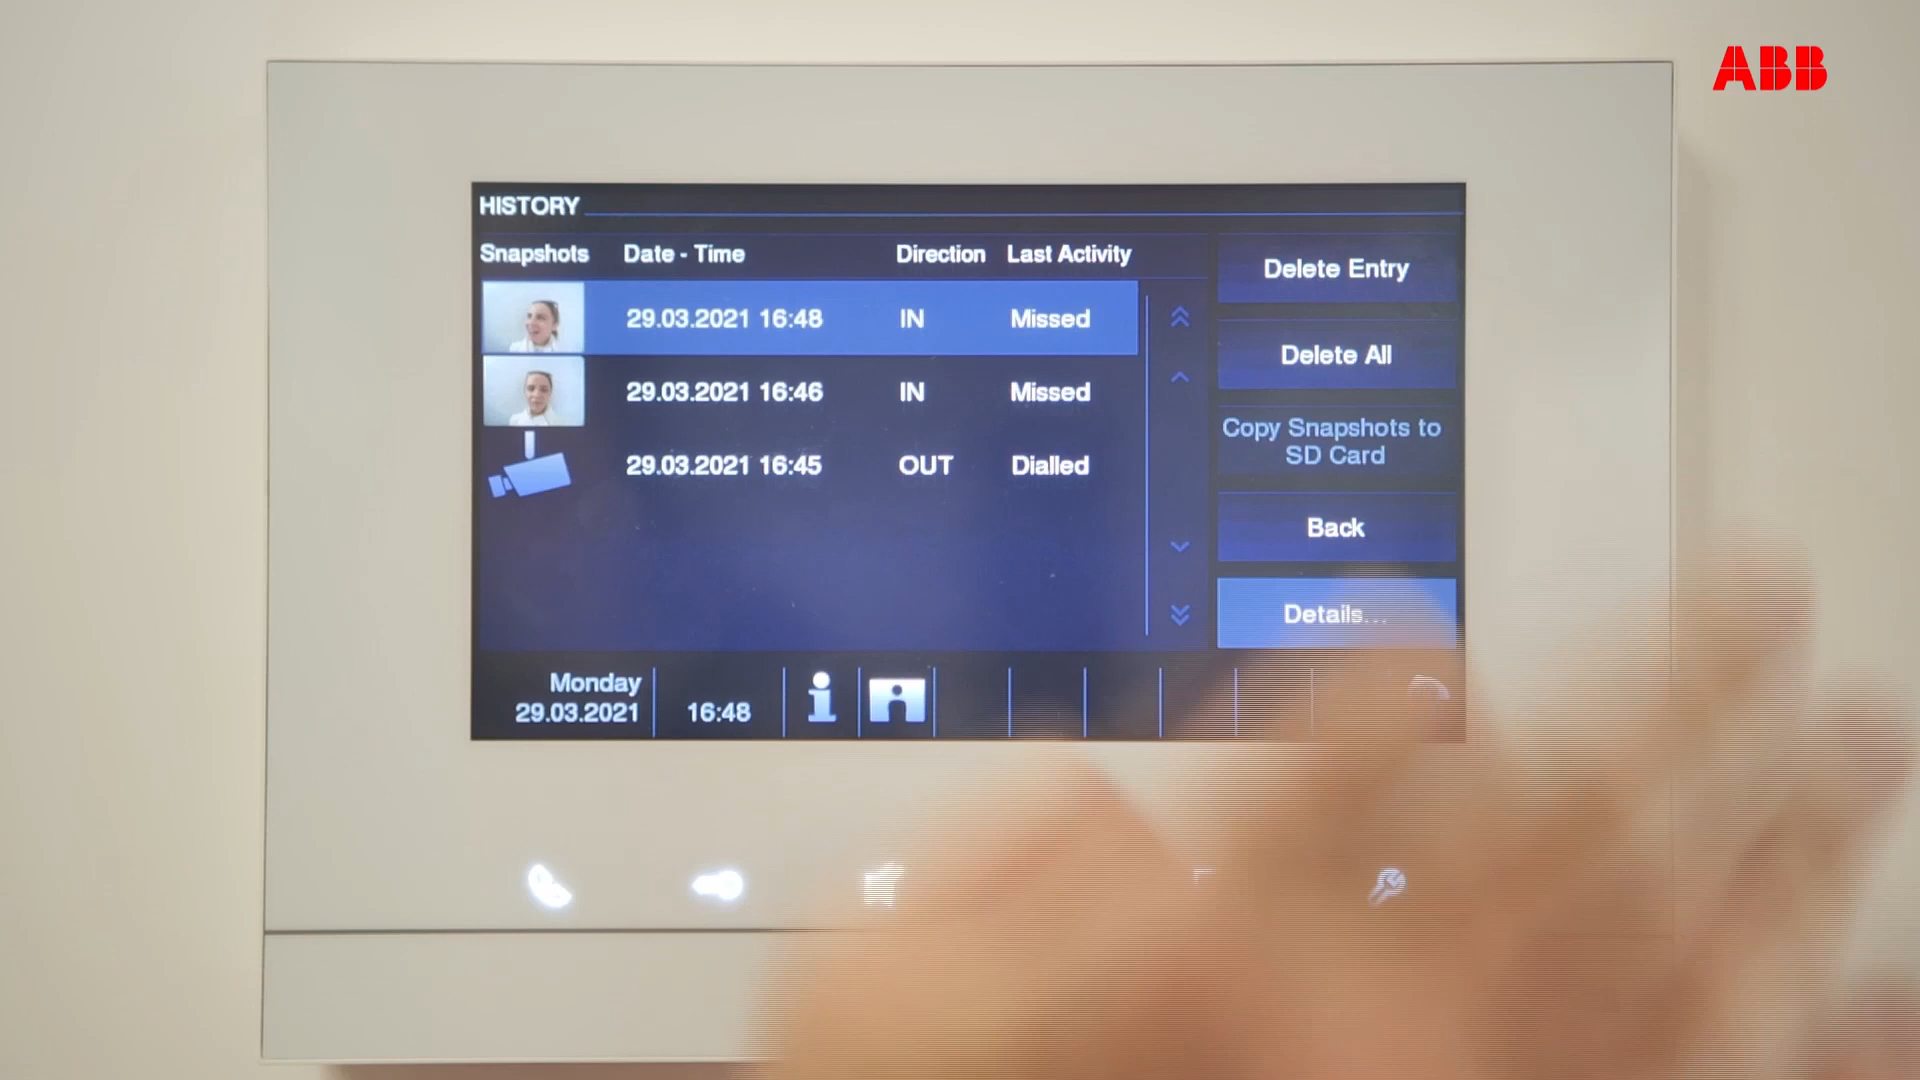 ABB
HISTORY
Snapshots Date - Time Direction Last Activity
29.03.2021 16:48 IN Missed
29.03.2021 16:46 IN Missed
29.03.2021 16:45 OUT Dialled
Delete Entry
Delete All
Copy Snapshots to
SD Card
Back
Details...
Monday
29.03.2021
16:48